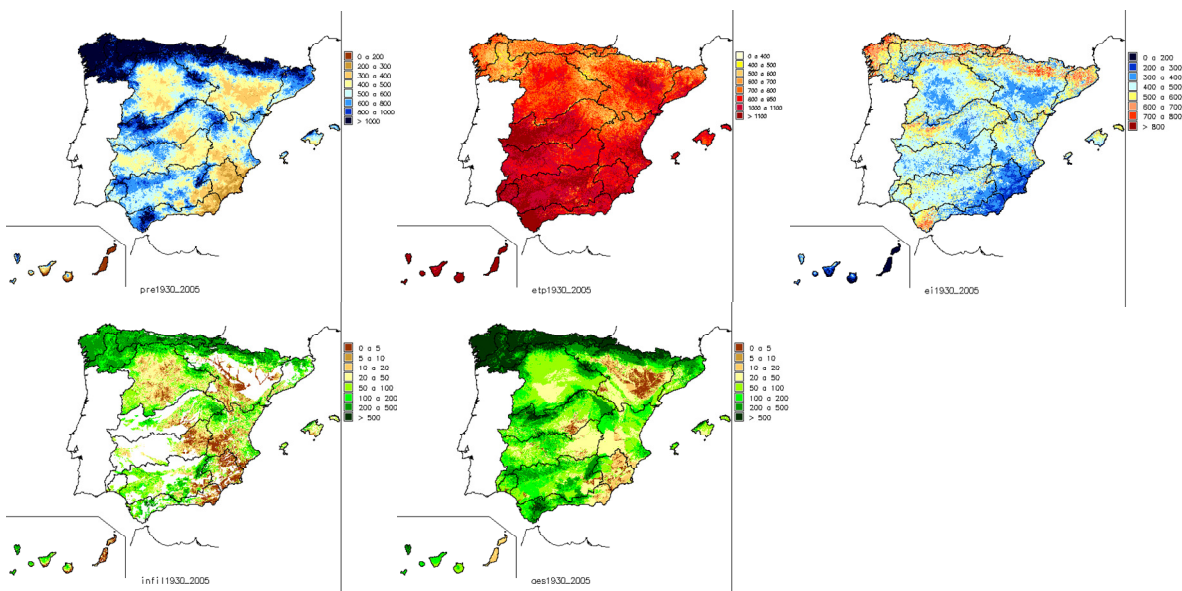 0 a 200
200 a 300
300 a 400
400 a 500
500 a 600
600 a 800
800 a 1000
> 1000
pre1930_2005
0 a 400
400 a 500
500 a 600
600 a 700
700 a 800
800 a 950
1000 a 1100
> 1100
etp1930_2005
0 a 200
200 a 300
300 a 400
400 a 500
500 a 600
600 a 700
700 a 800
> 800
ei1930_2005
0 a 5
5 a 10
10 a 20
20 a 50
50 a 100
100 a 200
200 a 500
> 500
infil1930_2005
0 a 5
5 a 10
10 a 20
20 a 50
50 a 100
100 a 200
200 a 500
> 500
aes1930_2005